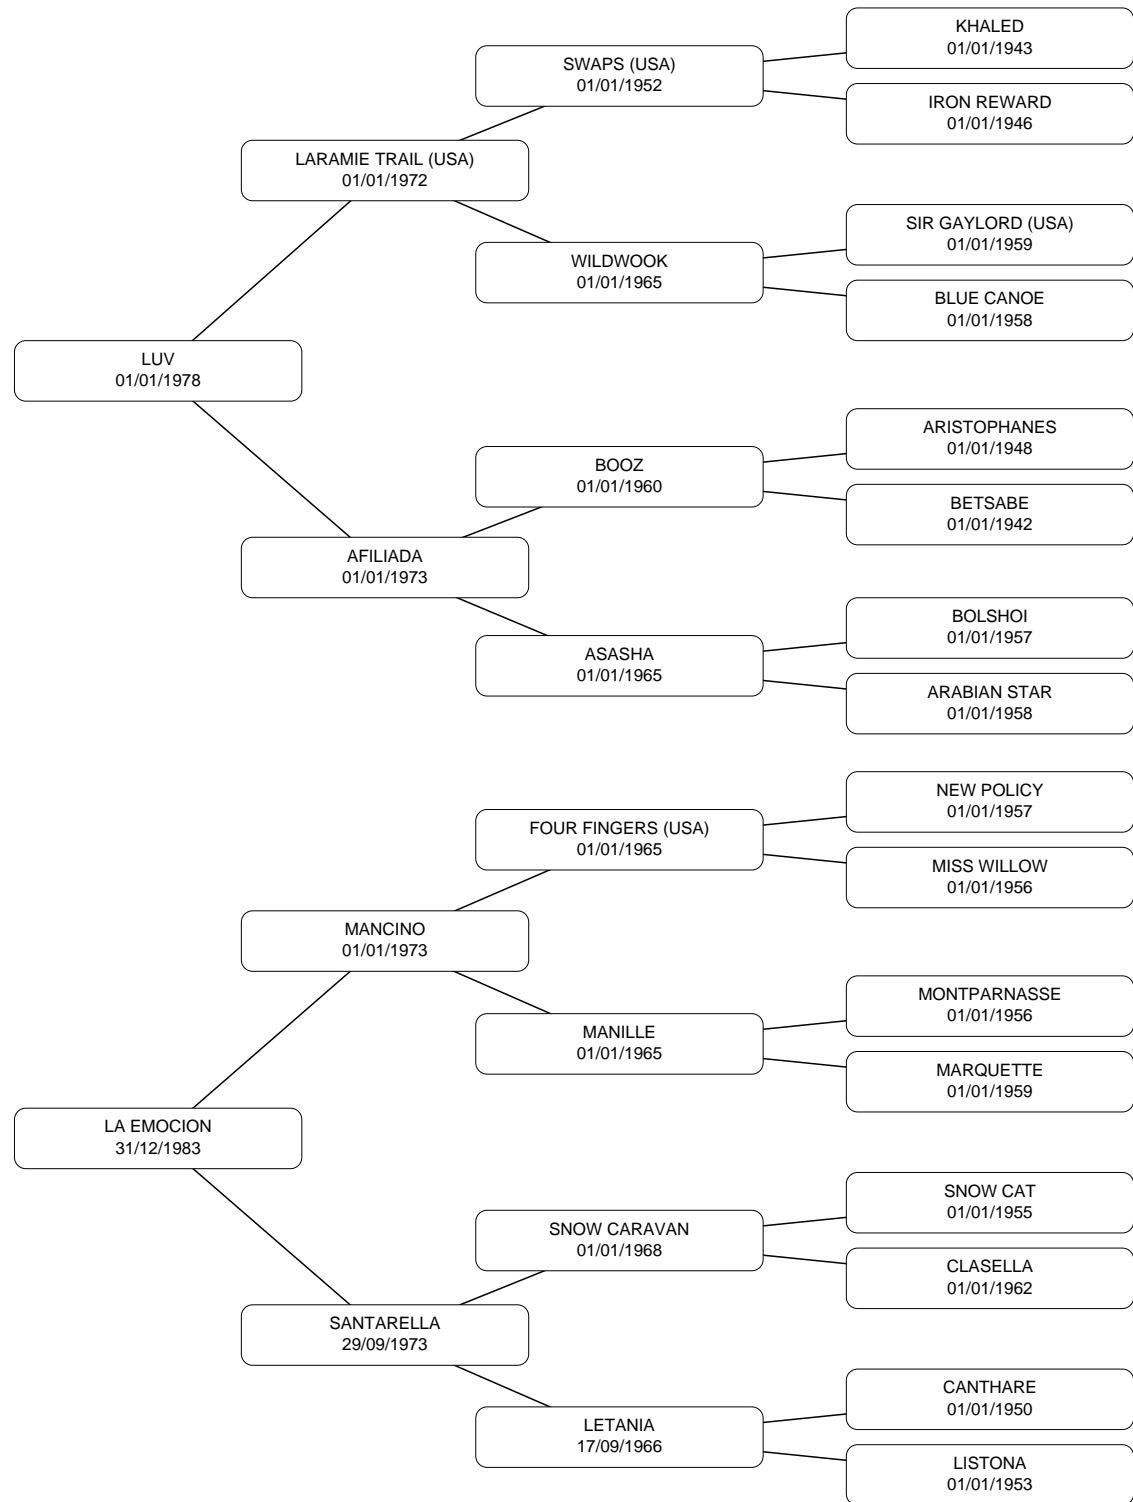 KHALED
01/01/1943
SWAPS (USA)
01/01/1952
IRON REWARD
01/01/1946
LARAMIE TRAIL (USA)
01/01/1972
SIR GAYLORD (USA)
01/01/1959
WILDWOOK
01/01/1965
BLUE CANOE
01/01/1958
LUV
01/01/1978
ARISTOPHANES
01/01/1948
BOOZ
01/01/1960
BETSABE
01/01/1942
AFILIADA
01/01/1973
BOLSHOI
01/01/1957
ASASHA
01/01/1965
ARABIAN STAR
01/01/1958
NEW POLICY
01/01/1957
FOUR FINGERS (USA)
01/01/1965
MISS WILLOW
01/01/1956
MANCINO
01/01/1973
MONTPARNASSE
01/01/1956
MANILLE
01/01/1965
MARQUETTE
01/01/1959
LA EMOCION
31/12/1983
SNOW CAT
01/01/1955
SNOW CARAVAN
01/01/1968
CLASELLA
01/01/1962
SANTARELLA
29/09/1973
CANTHARE
01/01/1950
LETANIA
17/09/1966
LISTONA
01/01/1953